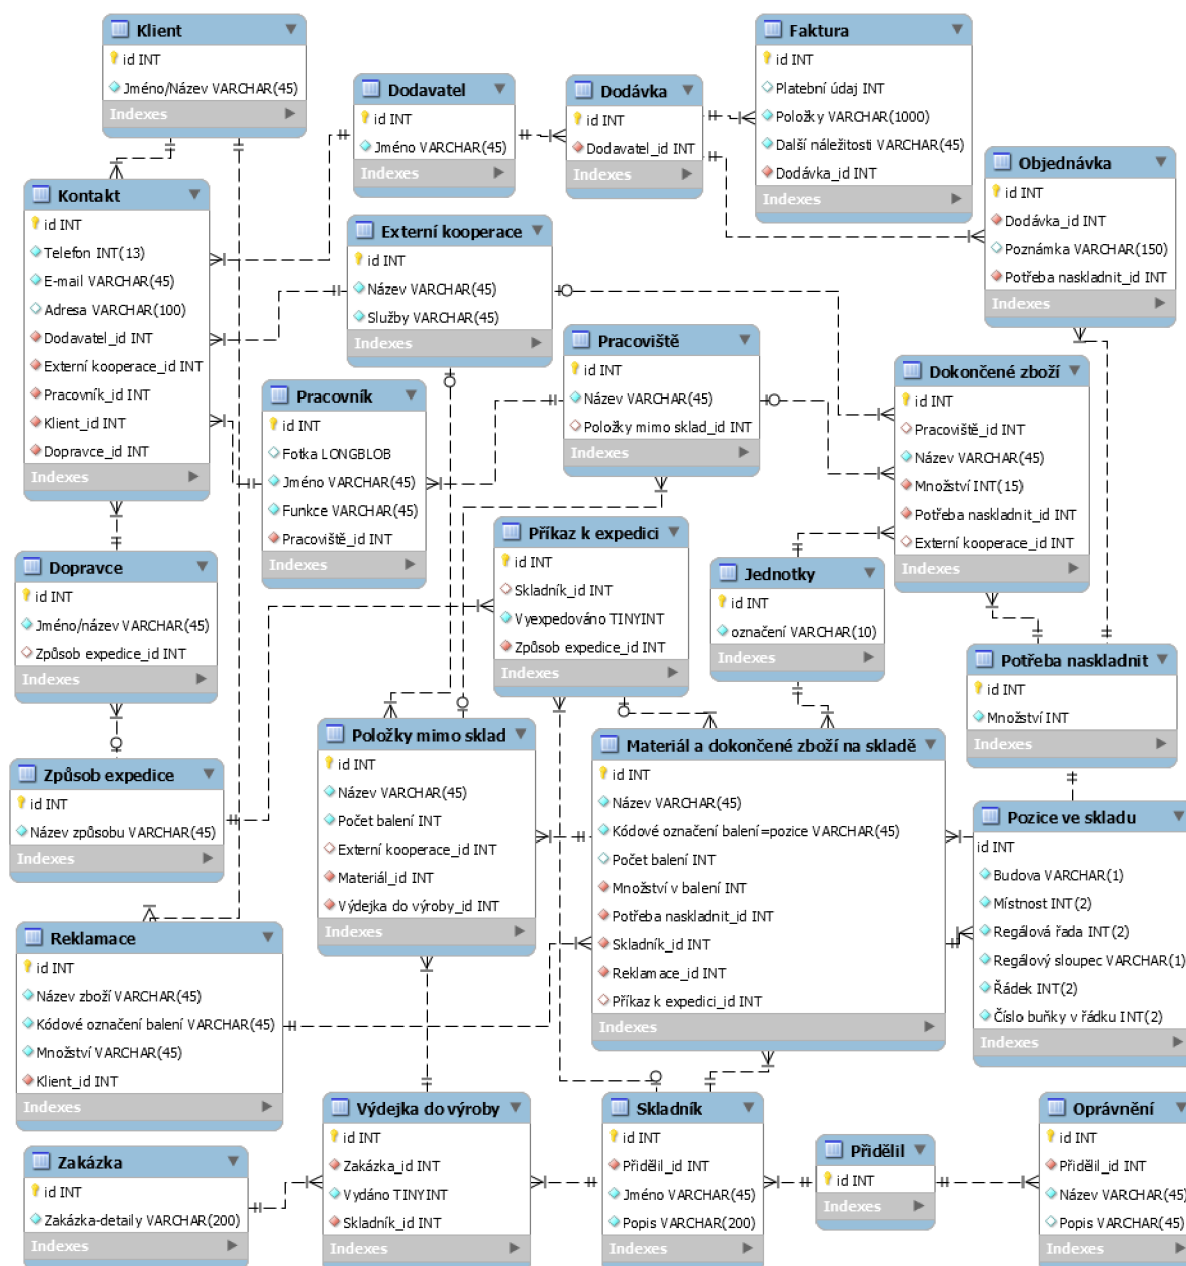 Klient
id INT
Jméno/Název VARCHAR(45)
Indexes
Dodavatel
id INT
Jméno VARCHAR(45)
Indexes
Dodávka
id INT
Dodavatel_id INT
Indexes
Faktura
id INT
Platební údaj INT
Položky VARCHAR(1000)
Další náležitosti VARCHAR(45)
Dodávka_id INT
Indexes
Objednávka
id INT
Dodávka_id INT
Poznámka VARCHAR(150)
Potřeba naskladnit_id INT
Indexes
Kontakt
id INT
Telefon INT(13)
E-mail VARCHAR(45)
Adresa VARCHAR(100)
Dodavatel_id INT
Externí kooperace_id INT
Pracovník_id INT
Klient_id INT
Dopravce_id INT
Indexes
Externí kooperace
id INT
Název VARCHAR(45)
Služby VARCHAR(45)
Indexes
Pracoviště
id INT
Název VARCHAR(45)
Položky mimo sklad_id INT
Indexes
Dokončené zboží
id INT
Pracoviště_id INT
Název VARCHAR(45)
Množství INT(15)
Potřeba naskladnit_id INT
Externí kooperace_id INT
Indexes
Pracovník
id INT
Fotka LONGBLOB
Jméno VARCHAR(45)
Funkce VARCHAR(45)
Pracoviště_id INT
Indexes
Příkaz k expedici
id INT
Skladník_id INT
Vyexpedováno TINYINT
Způsob expedice_id INT
Indexes
Jednotky
id INT
označení VARCHAR(10)
Indexes
Dopravce
id INT
Jméno/název VARCHAR(45)
Způsob expedice_id INT
Indexes
Potřeba naskladnit
id INT
Množství INT
Indexes
Položky mimo sklad
id INT
Název VARCHAR(45)
Počet balení INT
Externí kooperace_id INT
Materiál_id INT
Výdejka do výroby_id INT
Indexes
Materiál a dokončené zboží na skladě
id INT
Název VARCHAR(45)
Kódové označení balení=pozice VARCHAR(45)
Počet balení INT
Množství v balení INT
Potřeba naskladnit_id INT
Skladník_id INT
Reklamace_id INT
Příkaz k expedici_id INT
Indexes
Způsob expedice
id INT
Název způsobu VARCHAR(45)
Indexes
Pozice ve skladu
id INT
Budova VARCHAR(1)
Místnost INT(2)
Regálová řada INT(2)
Regálový sloupec VARCHAR(1)
Řádek INT(2)
Číslo buňky v řádku INT(2)
Indexes
Reklamace
id INT
Název zboží VARCHAR(45)
Kódové označení balení VARCHAR(45)
Množství VARCHAR(45)
Klient_id INT
Indexes
Výdejka do výroby
id INT
Zakázka_id INT
Vydáno TINYINT
Skladník_id INT
Indexes
Skladník
id INT
Přidělil_id INT
Jméno VARCHAR(45)
Popis VARCHAR(200)
Indexes
Přidělil
id INT
Indexes
Oprávnění
id INT
Přidělil_id INT
Název VARCHAR(45)
Popis VARCHAR(45)
Indexes
Zakázka
id INT
Zakázka-detaily VARCHAR(200)
Indexes